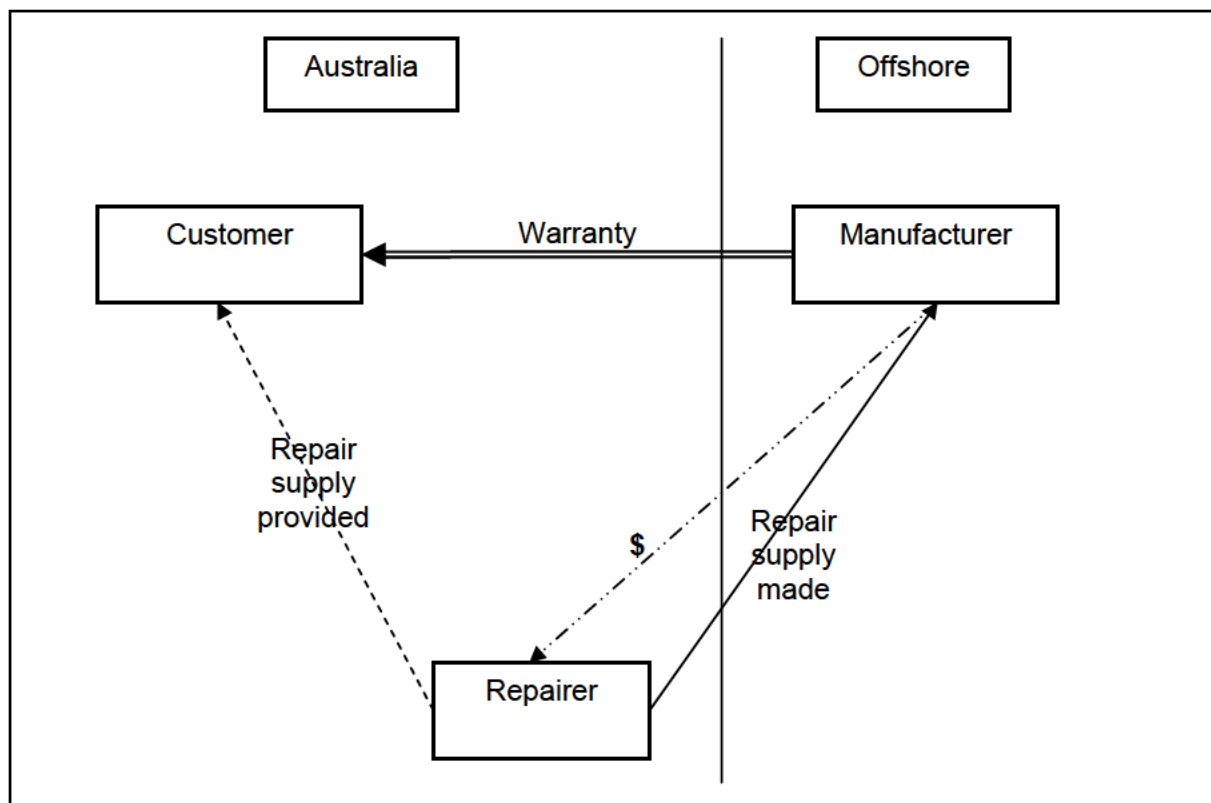 Australia
Offshore
Customer
Warranty
Manufacturer
Repair
supply
provided
$
Repair
supply
made
Repairer